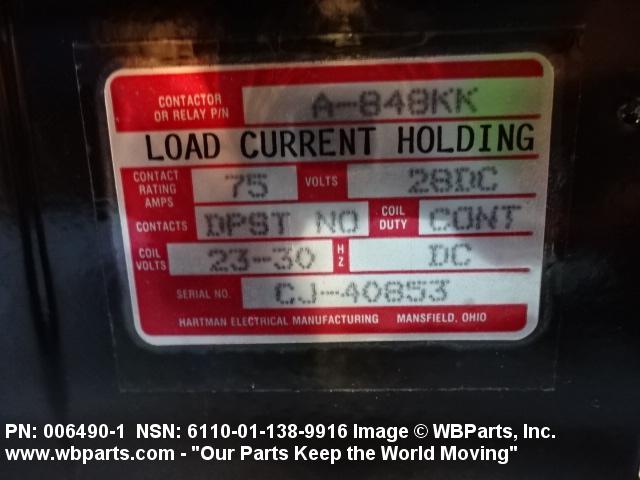 CONTACTOR
OR RELAY P/N A-848KK
LOAD CURRENT HOLDING
CONTACT
RATING
AMPS 75 VOLTS 28DC
CONTACTS DPST NO COIL
DUTY CONT
COIL
VOLTS 23-30 H
Z DC
SERIAL NO. CJ-40853
HARTMAN ELECTRICAL MANUFACTURING MANSFIELD, OHIO
PN: 006490-1 NSN: 6110-01-138-9916 Image © WBParts, Inc.
www.wbparts.com - "Our Parts Keep the World Moving"